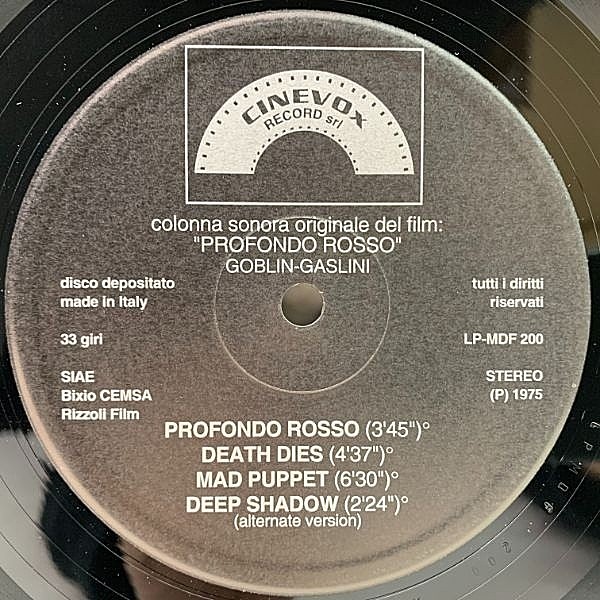 CINEVOX
RECORD srl
colonna sonora originale del film:
"PROFONDO ROSSO"
GOBLIN-GASLINI
disco depositato
made in Italy
tutti i diritti
riservati
33 giri
LP-MDF 200
SIAE
Bixio CEMSA
Rizzoli Film
STEREO
(P) 1975
PROFONDO ROSSO (3'45")°
DEATH DIES (4'37")°
MAD PUPPET (6'30")°
DEEP SHADOW (2'24")°
(alternate version)